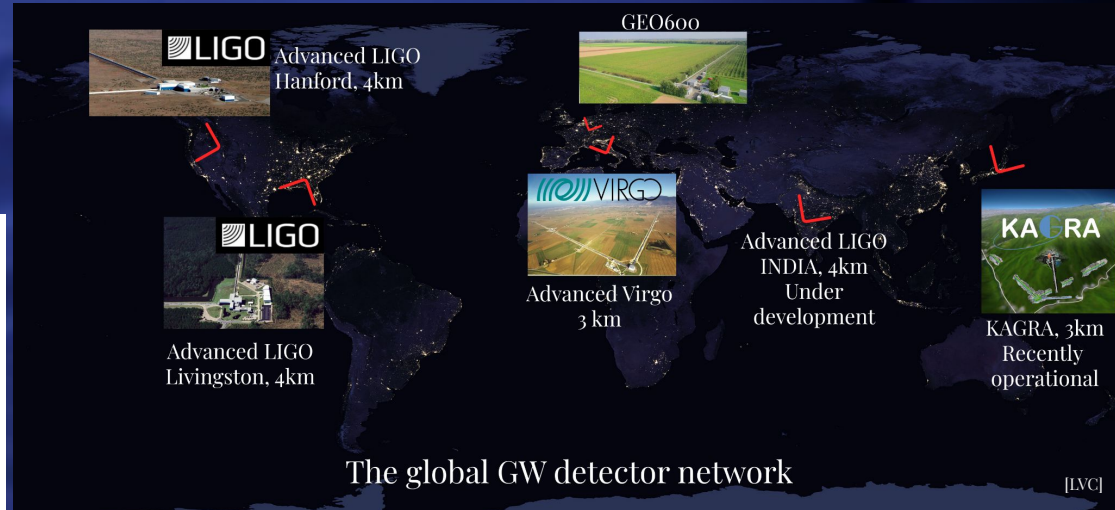 GEO600
LIGO
Advanced LIGO
Hanford, 4km
LIGO
Advanced LIGO
Livingston, 4km
VIRGO
Advanced Virgo
3 km
Advanced LIGO
INDIA, 4km
Under
development
KAGRA
KAGRA, 3km
Recently
operational
The global GW detector network
[LVC]